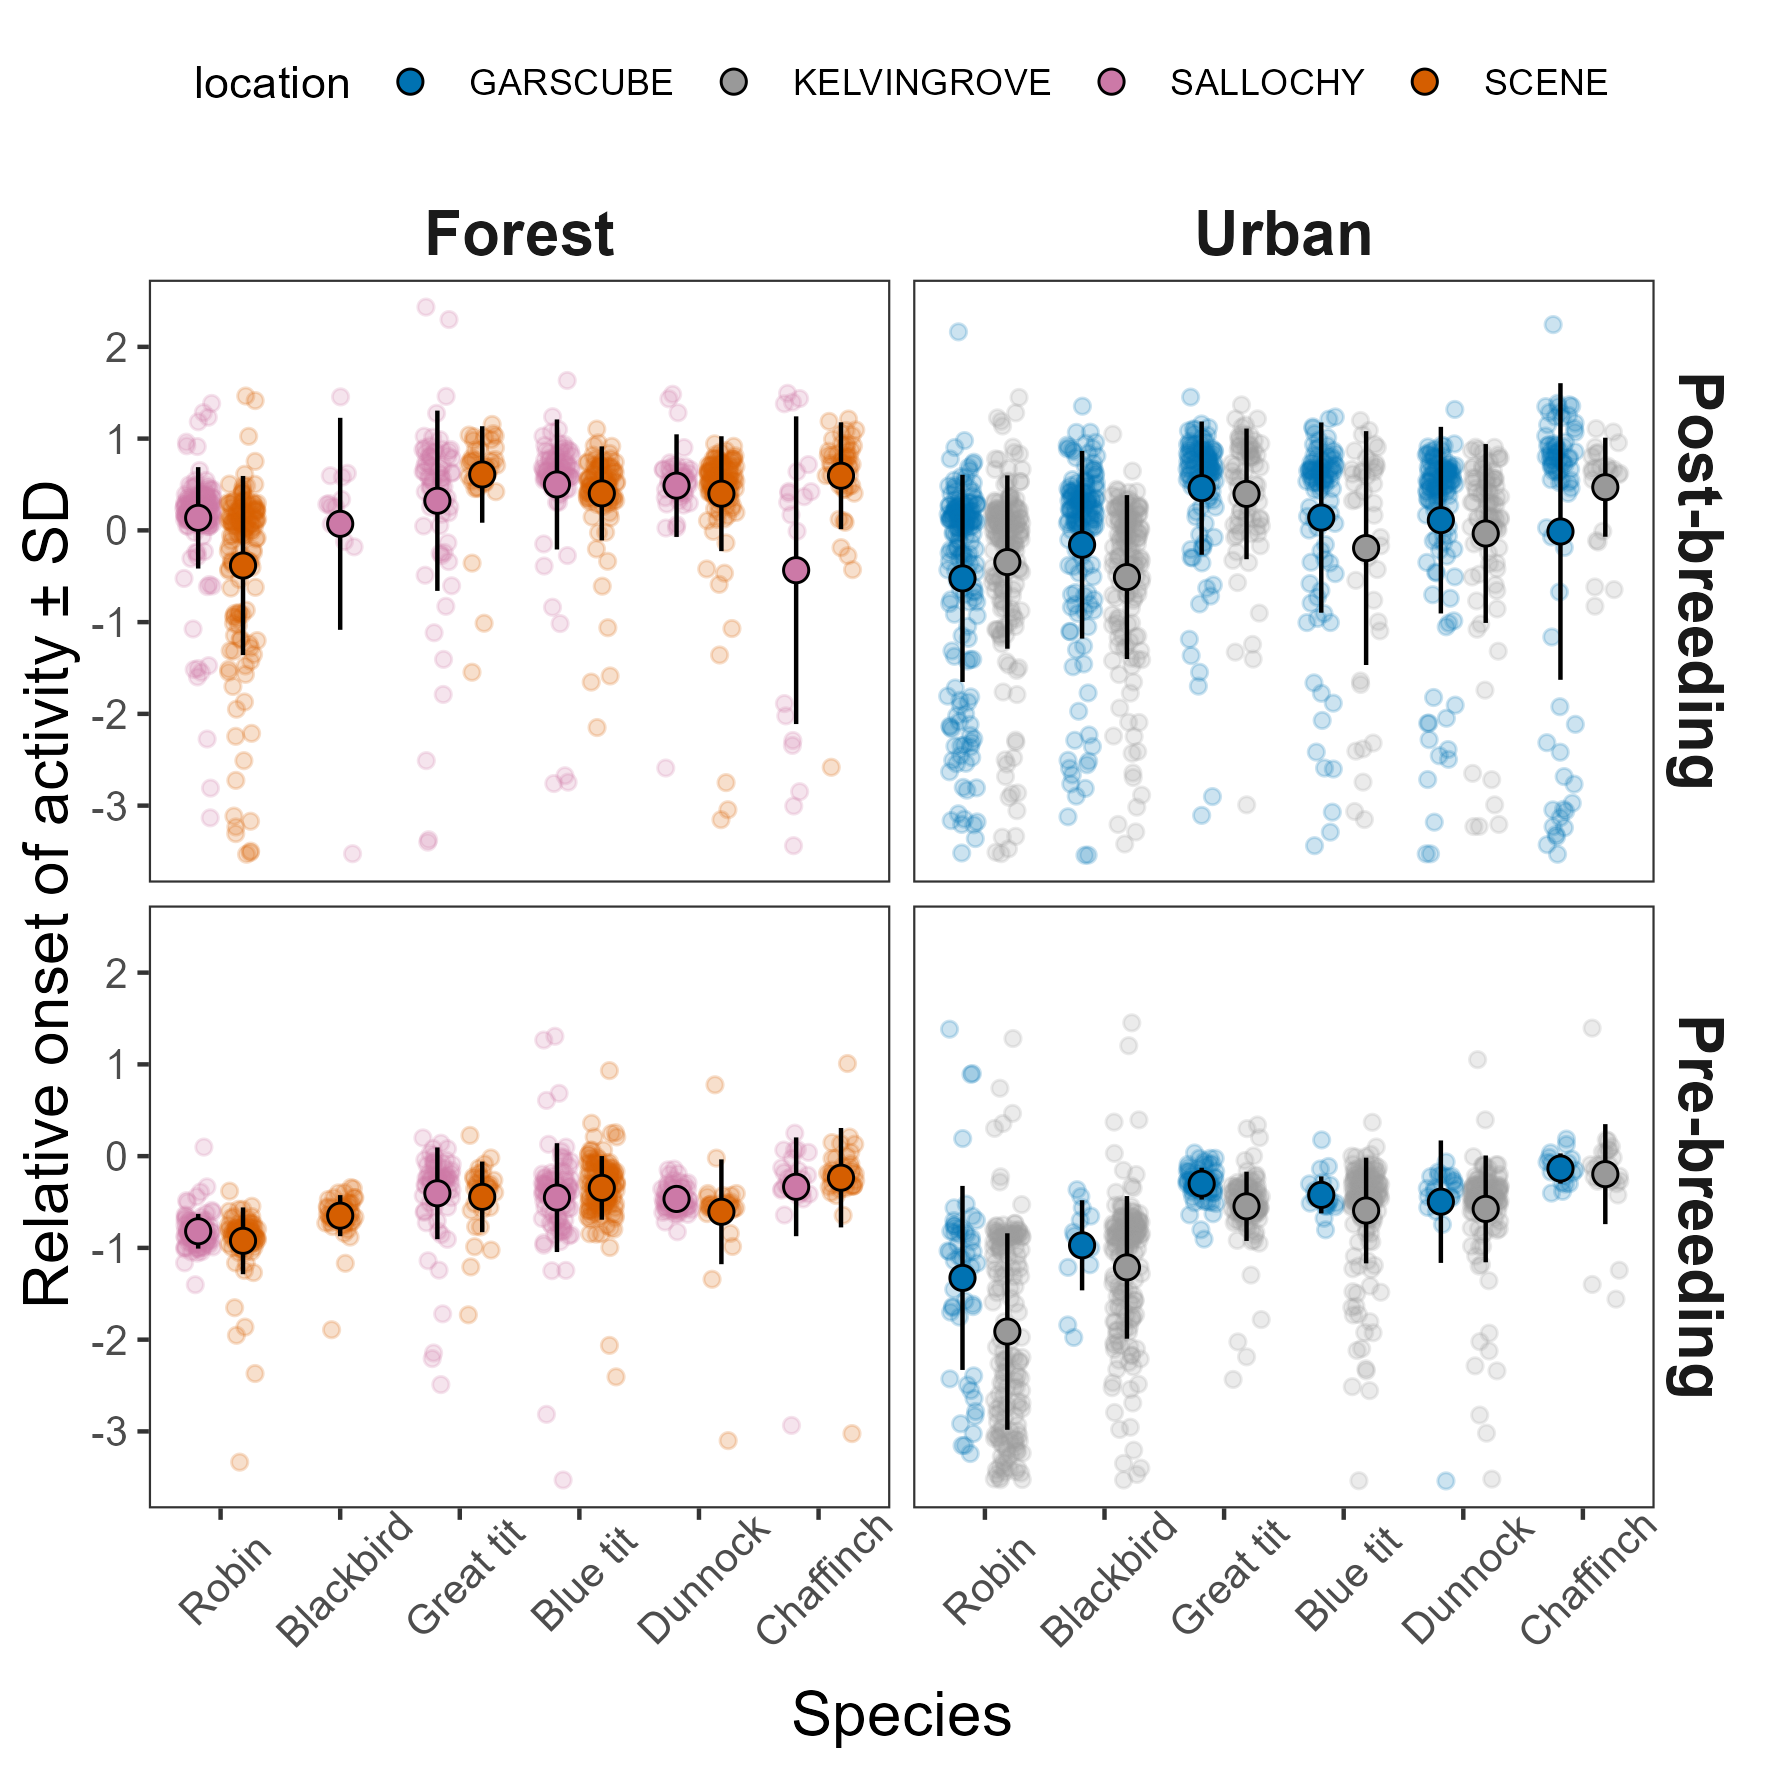 location GARSCUBE KELVINGROVE SALLOCHY SCENE
Forest Urban
Relative onset of activity ± SD
2
1
0
-1
-2
-3
Post-breeding
2
1
0
-1
-2
-3
Pre-breeding
Robin Blackbird Great tit Blue tit Dunnock Chaffinch Robin Blackbird Great tit Blue tit Dunnock Chaffinch
Species